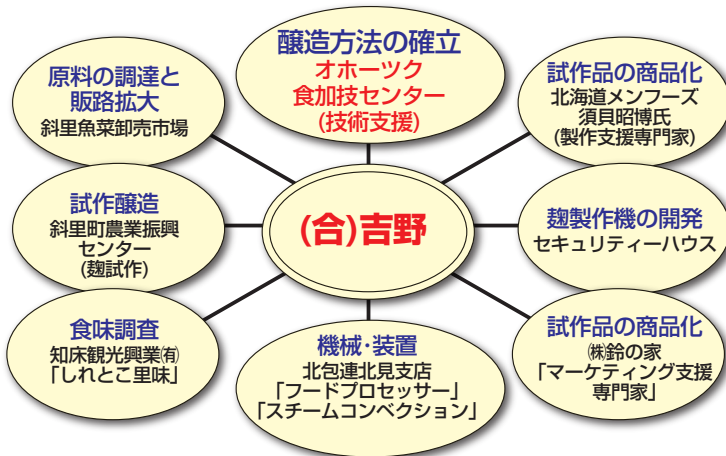 醸造方法の確立
オホーツク
食加技センター
(技術支援)
原料の調達と
販路拡大
斜里魚菜卸売市場
試作品の商品化
北海道メンフーズ
須貝昭博氏
(製作支援専門家)
試作醸造
斜里町農業振興
センター
(麹試作)
(合)吉野
麹製作機の開発
セキュリティーハウス
食味調査
知床観光興業㈲
「しれとこ里味」
機械･装置
北包連北見支店
「フードプロセッサー」
「スチームコンベクション」
試作品の商品化
㈱鈴の家
「マーケティング支援
専門家」